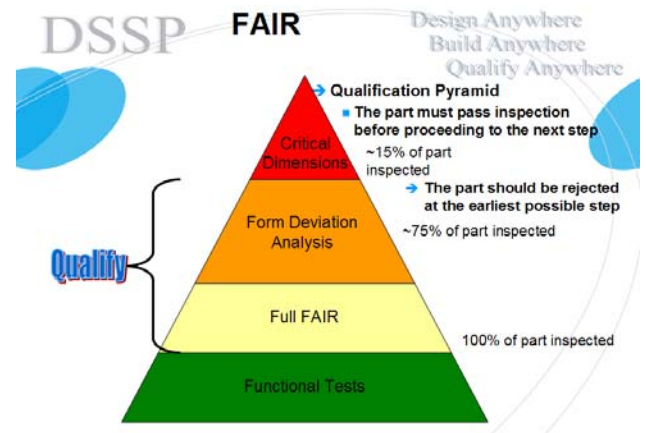 DSSP
FAIR
Design Anywhere
Build Anywhere
Qualify Anywhere
Qualification Pyramid
The part must pass inspection
before proceeding to the next step
Critical
Dimensions
~15% of part
inspected
The part should be rejected
at the earliest possible step
Form Deviation
Analysis
~75% of part inspected
Qualify
Full FAIR
100% of part inspected
Functional Tests